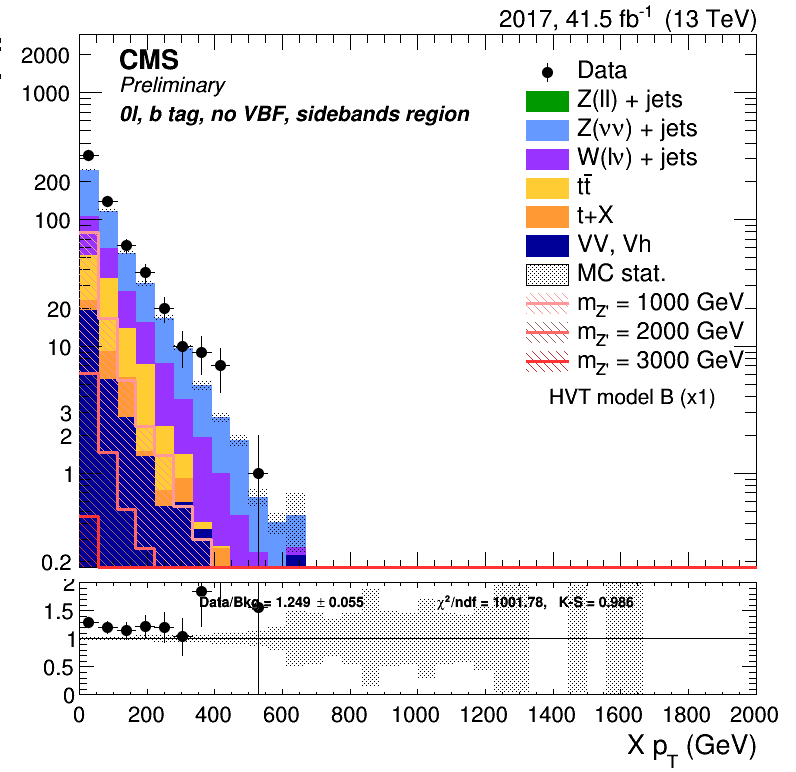 2017, 41.5 fb⁻¹ (13 TeV)
CMS
Preliminary
0l, b tag, no VBF, sidebands region
Data
Z(ll) + jets
Z(νν) + jets
W(lν) + jets
tt̄
t+X
VV, Vh
MC stat.
m_Z' = 1000 GeV
m_Z' = 2000 GeV
m_Z' = 3000 GeV
HVT model B (x1)
2000
1000
200
100
20
10
3
2
1
0.2
Data/Bkg = 1.249 ± 0.055
χ²/ndf = 1001.78, K-S = 0.986
2
1.5
1
0.5
0
0 200 400 600 800 1000 1200 1400 1600 1800 2000
X p_T (GeV)